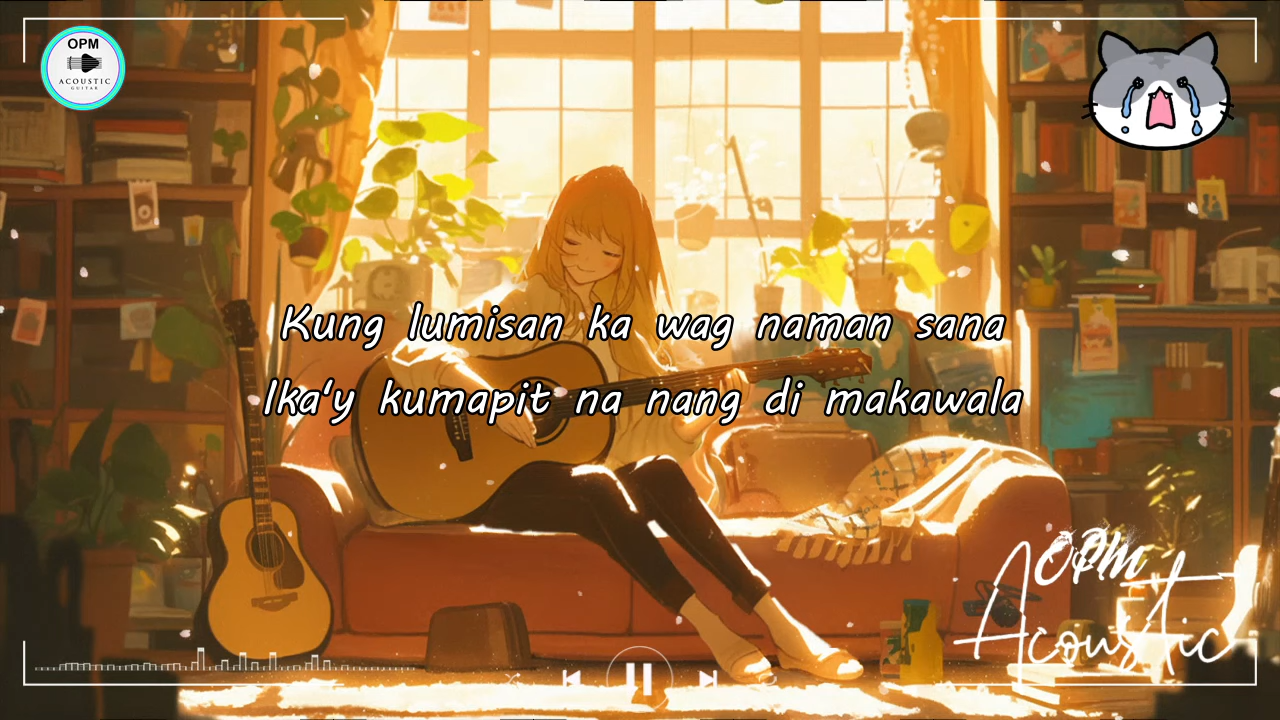 OPM
ACOUSTIC
GUITAR
Kung lumisan ka wag naman sana
Ika'y kumapit na nang di makawala
OPM
Acoustic